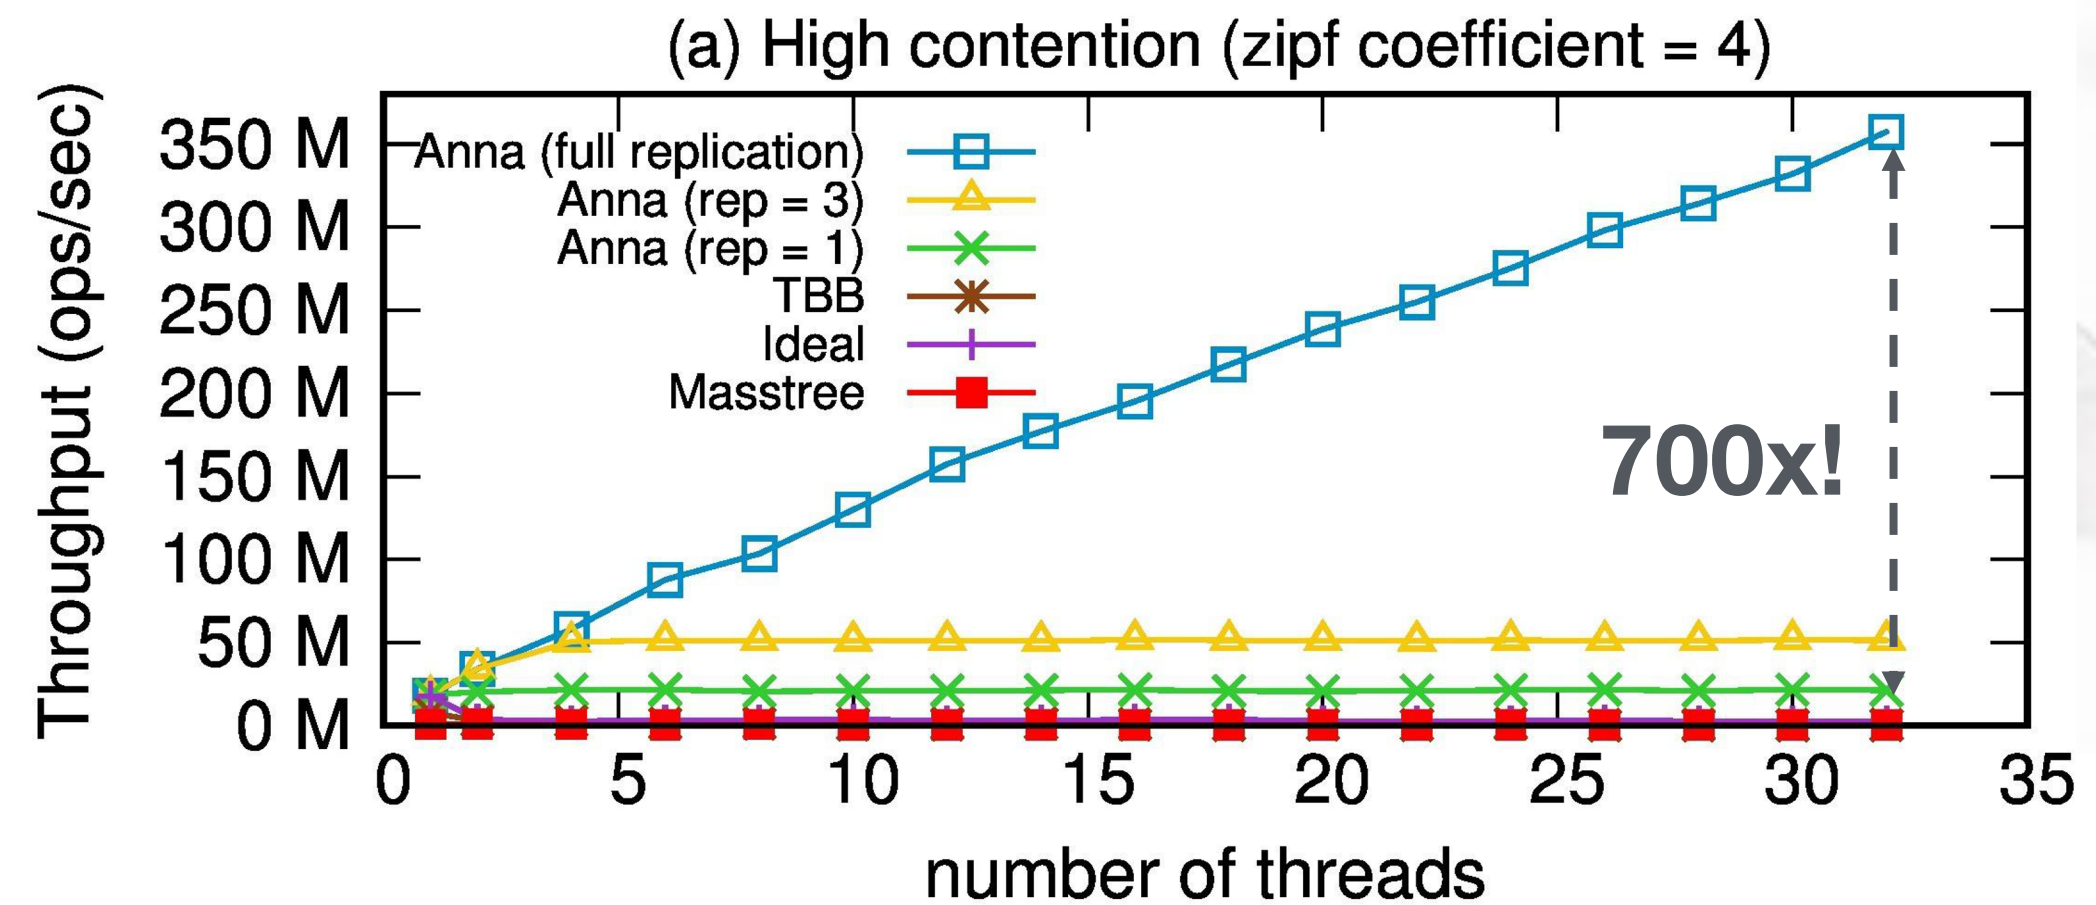 (a) High contention (zipf coefficient = 4)
Throughput (ops/sec)
350 M
300 M
250 M
200 M
150 M
100 M
50 M
0 M
Anna (full replication)
Anna (rep = 3)
Anna (rep = 1)
TBB
Ideal
Masstree
700x!
0 5 10 15 20 25 30 35
number of threads